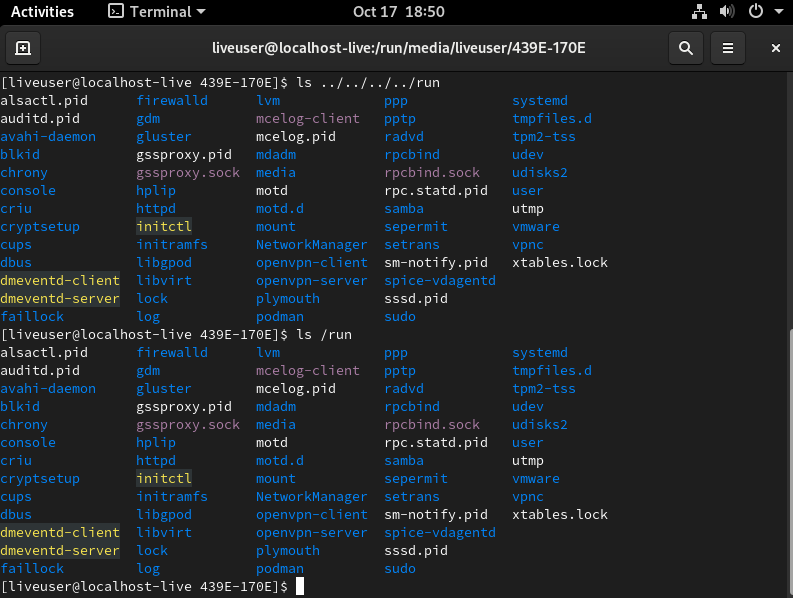 Activities Terminal Oct 17 18:50
liveuser@localhost-live:/run/media/liveuser/439E-170E
[liveuser@localhost-live 439E-170E]$ ls ../../../../run
alsactl.pid firewalld lvm ppp systemd
auditd.pid gdm mcelog-client pptp tmpfiles.d
avahi-daemon gluster mcelog.pid radvd tpm2-tss
blkid gssproxy.pid mdadm rpcbind udev
chrony gssproxy.sock media rpcbind.sock udisks2
console hplip motd rpc.statd.pid user
criu httpd motd.d samba utmp
cryptsetup initctl mount sepermit vmware
cups initramfs NetworkManager setrans vpnc
dbus libgpod openvpn-client sm-notify.pid xtables.lock
dmeventd-client libvirt openvpn-server spice-vdagentd
dmeventd-server lock plymouth sssd.pid
faillock log podman sudo
[liveuser@localhost-live 439E-170E]$ ls /run
alsactl.pid firewalld lvm ppp systemd
auditd.pid gdm mcelog-client pptp tmpfiles.d
avahi-daemon gluster mcelog.pid radvd tpm2-tss
blkid gssproxy.pid mdadm rpcbind udev
chrony gssproxy.sock media rpcbind.sock udisks2
console hplip motd rpc.statd.pid user
criu httpd motd.d samba utmp
cryptsetup initctl mount sepermit vmware
cups initramfs NetworkManager setrans vpnc
dbus libgpod openvpn-client sm-notify.pid xtables.lock
dmeventd-client libvirt openvpn-server spice-vdagentd
dmeventd-server lock plymouth sssd.pid
faillock log podman sudo
[liveuser@localhost-live 439E-170E]$